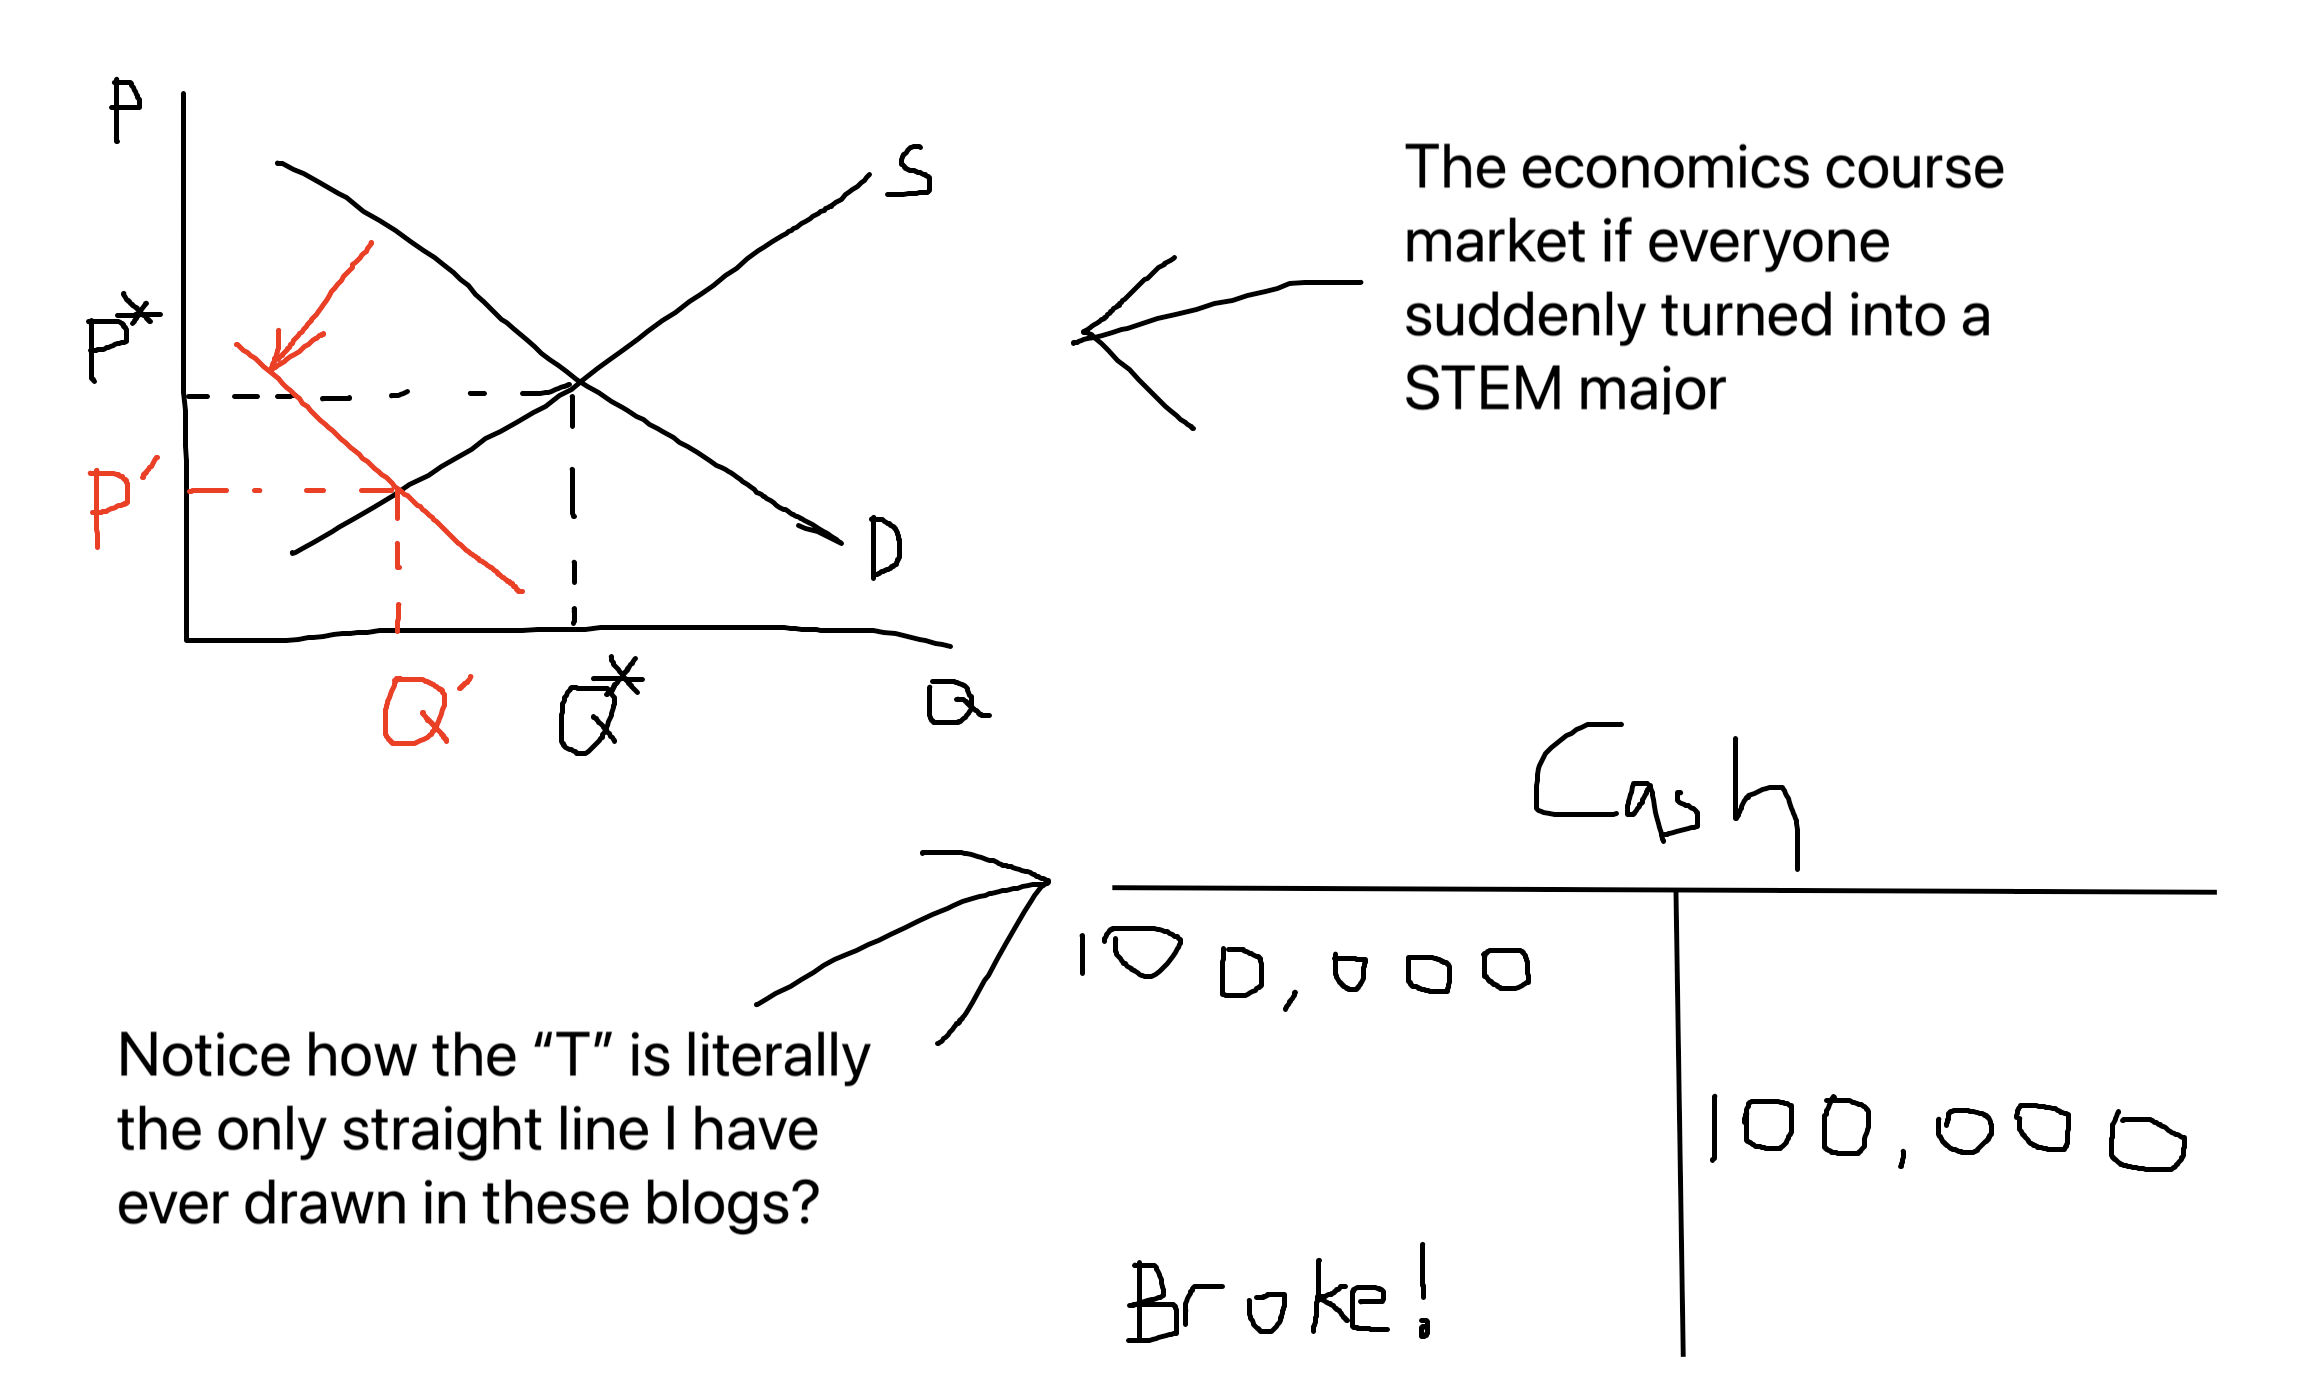 P
S
The economics course
market if everyone
suddenly turned into a
STEM major
P*
P′
D
Q′
Q*
Q
Cash
100,000
100,000
Notice how the “T” is literally
the only straight line I have
ever drawn in these blogs?
Broke!